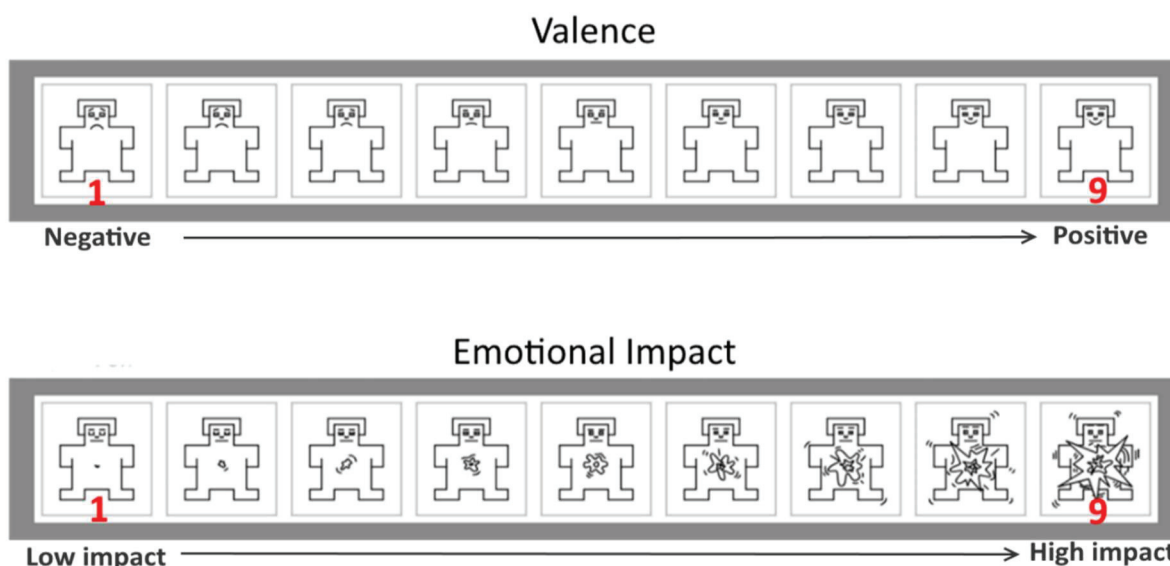 Valence
1 9
Negative Positive
Emotional Impact
1 9
Low impact High impact